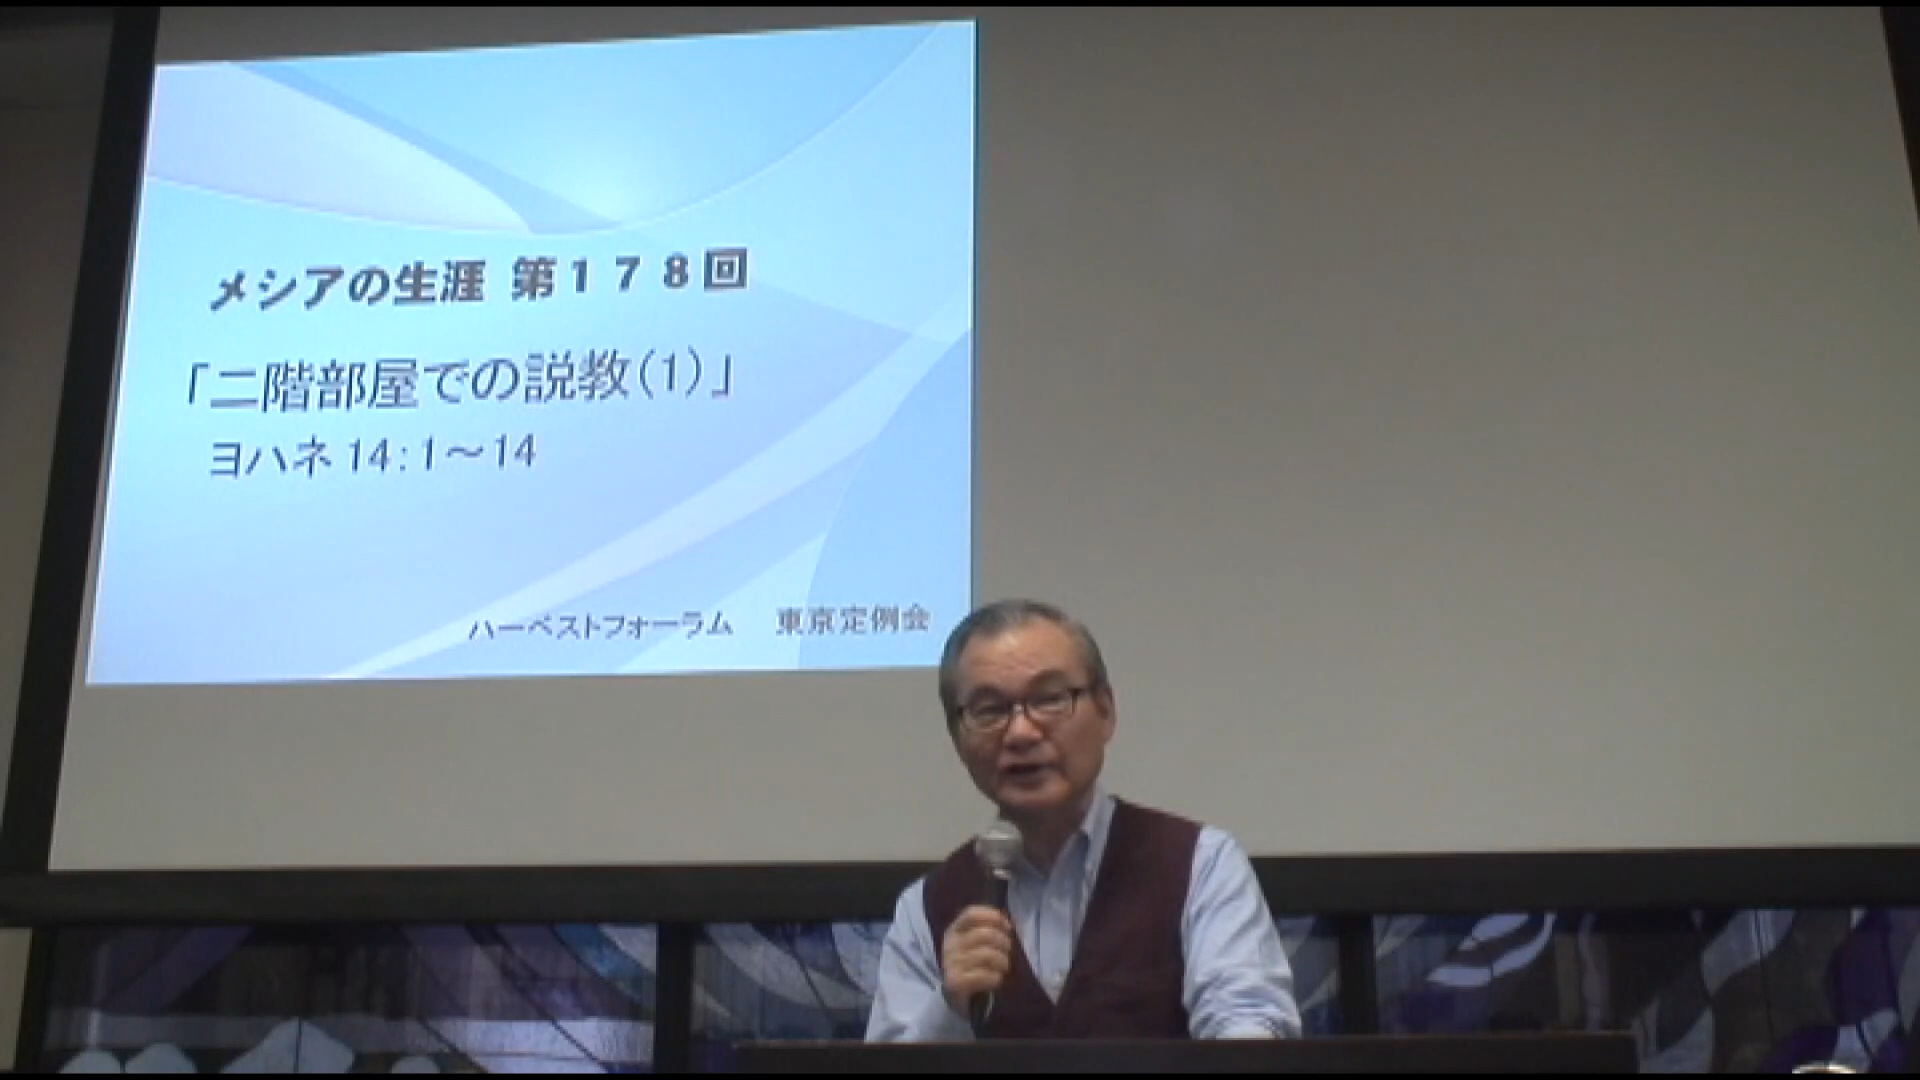 メシアの生涯 第１７８回
「二階部屋での説教(1)」
ヨハネ 14:1～14
ハーベストフォーラム 東京定例会